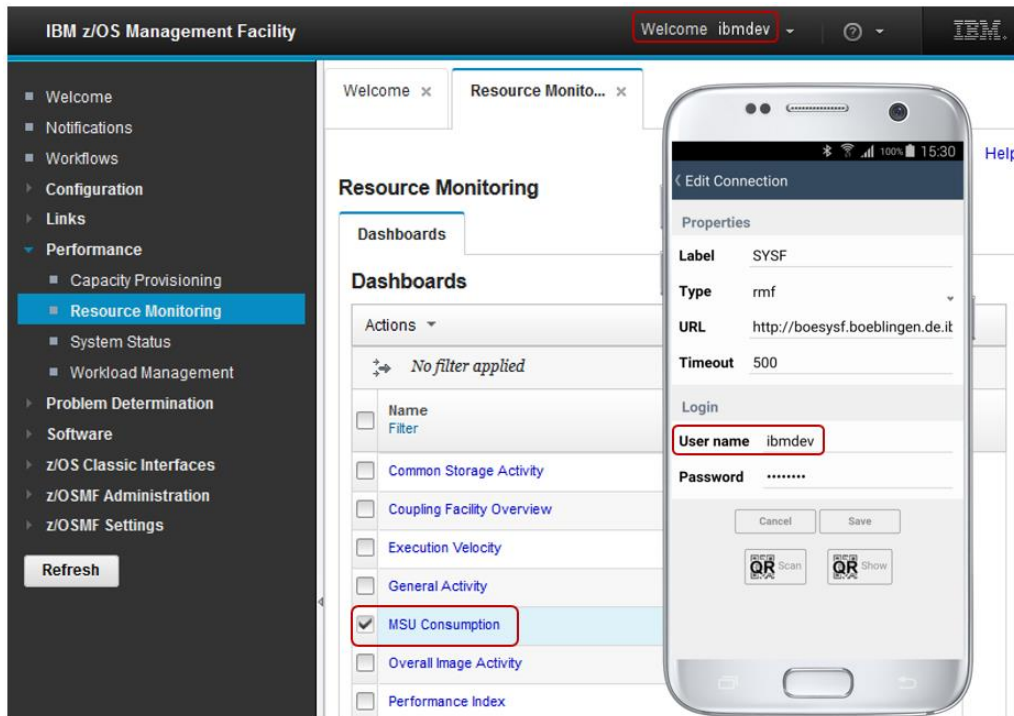 IBM z/OS Management Facility
Welcome ibmdev
IBM.
Welcome
Notifications
Workflows
Configuration
Links
Performance
Capacity Provisioning
Resource Monitoring
System Status
Workload Management
Problem Determination
Software
z/OS Classic Interfaces
z/OSMF Administration
z/OSMF Settings
Refresh
Welcome x
Resource Monito... x
Help
Resource Monitoring
Dashboards
Dashboards
Actions
No filter applied
Name
Filter
Common Storage Activity
Coupling Facility Overview
Execution Velocity
General Activity
MSU Consumption
Overall Image Activity
Performance Index
100% 15:30
Edit Connection
Properties
Label SYSF
Type rmf
URL http://boesysf.boeblingen.de.ib
Timeout 500
Login
User name ibmdev
Password ••••••••
Cancel Save
QR Scan QR Show